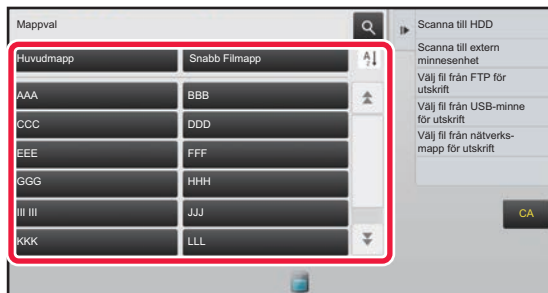 Mappval
Huvudmapp
Snabb Filmapp
A
Z
AAA
BBB
CCC
DDD
EEE
FFF
GGG
HHH
III III
JJJ
KKK
LLL
Scanna till HDD
Scanna till extern
minnesenhet
Välj fil från FTP för
utskrift
Välj fil från USB-minne
för utskrift
Välj fil från nätverks-
mapp för utskrift
CA